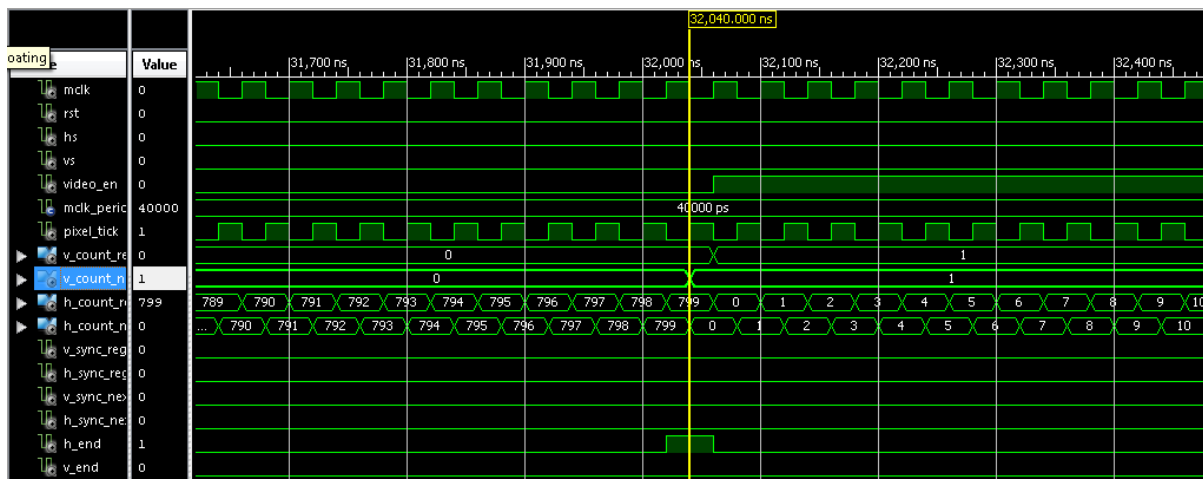 32,040.000 ns
oating e Value
31,700 ns 31,800 ns 31,900 ns 32,000 ns 32,100 ns 32,200 ns 32,300 ns 32,400 ns
mclk 0
rst 0
hs 0
vs 0
video_en 0
mclk_peric 40000 40000 ps
pixel_tick 1
v_count_re 0 0 1
v_count_n 1 0 1
h_count_re 799 789 790 791 792 793 794 795 796 797 798 799 0 1 2 3 4 5 6 7 8 9 10
h_count_n 0 ... 790 791 792 793 794 795 796 797 798 799 0 1 2 3 4 5 6 7 8 9 10
v_sync_reg 0
h_sync_reg 0
v_sync_nex 0
h_sync_nex 0
h_end 1
v_end 0